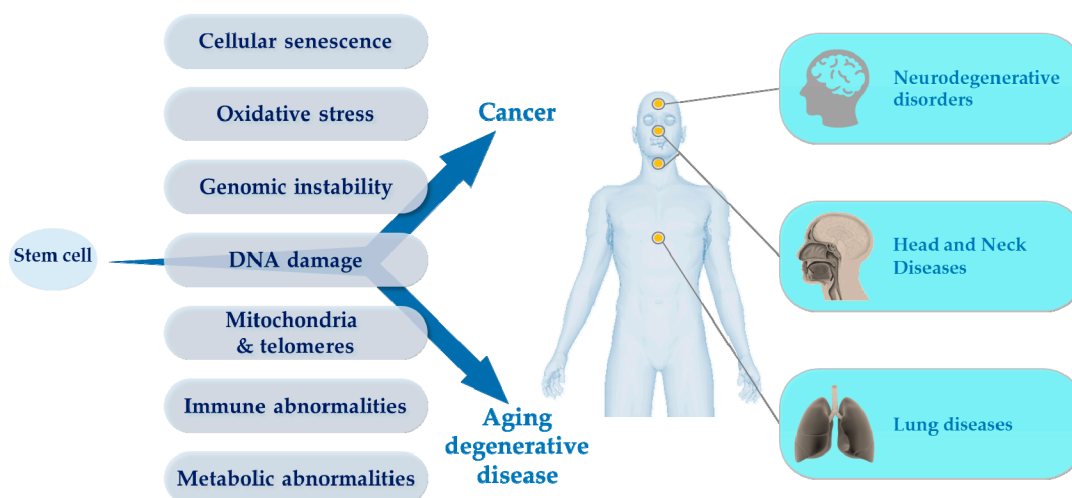 Stem cell
Cellular senescence
Oxidative stress
Genomic instability
DNA damage
Mitochondria
& telomeres
Immune abnormalities
Metabolic abnormalities
Cancer
Aging
degenerative
disease
Neurodegenerative
disorders
Head and Neck
Diseases
Lung diseases